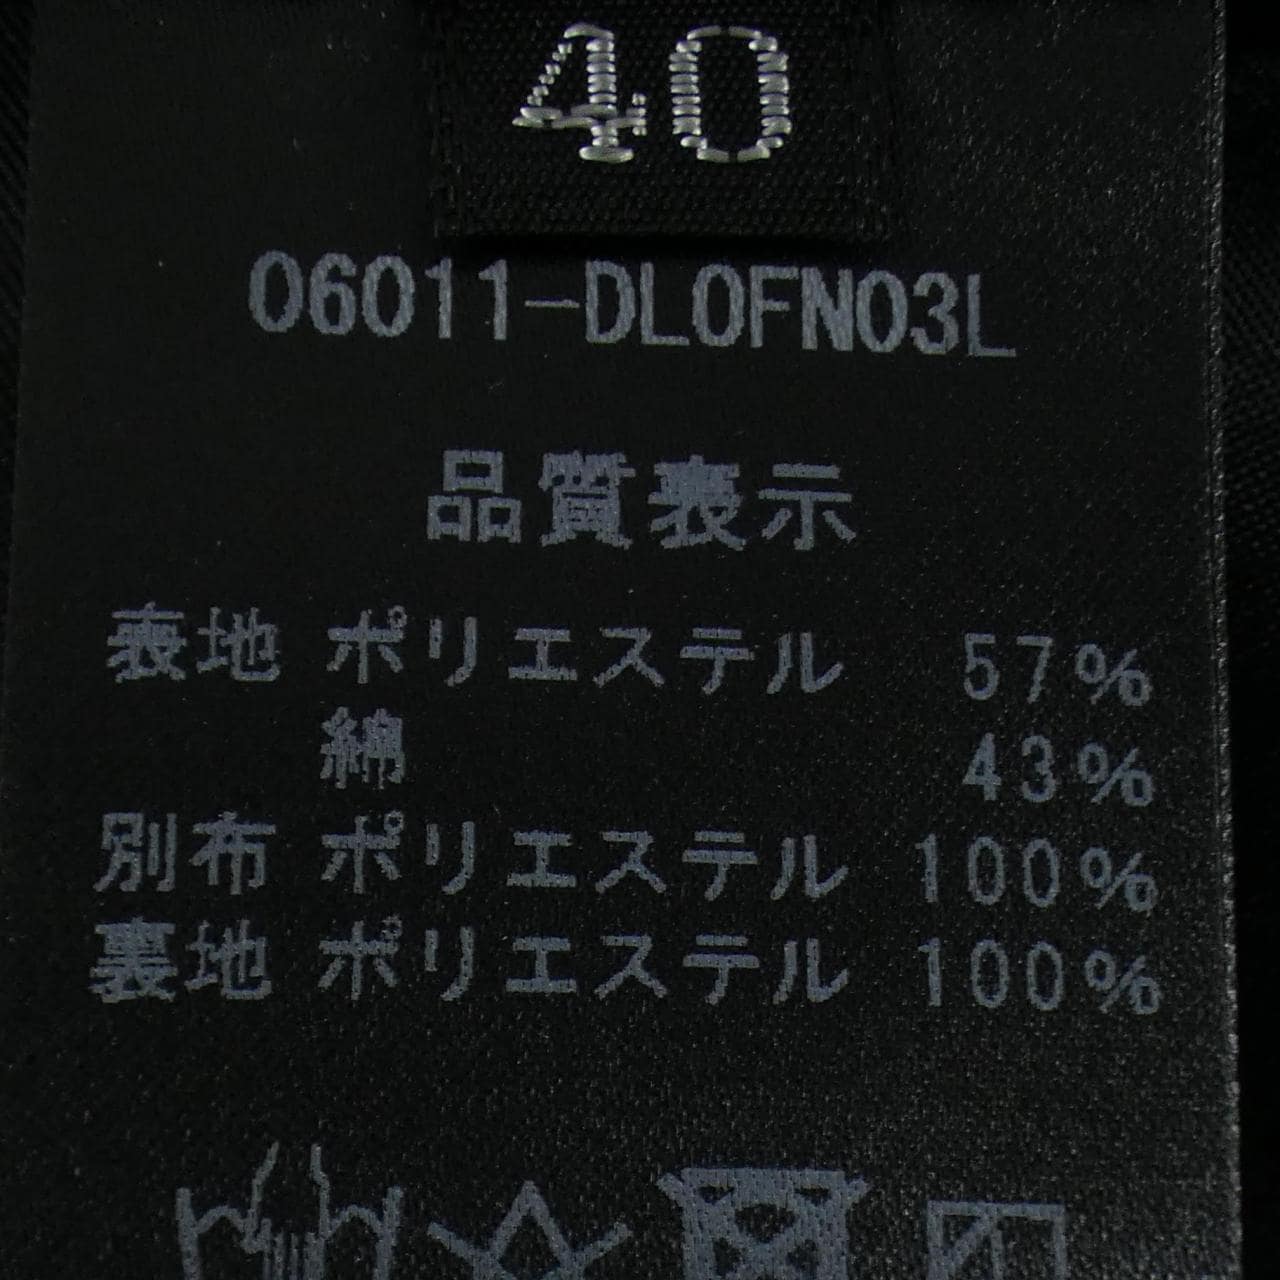 40
06011-DL0FN03L
品質表示
表地 ポリエステル 57%
綿 43%
別布 ポリエステル 100%
裏地 ポリエステル 100%